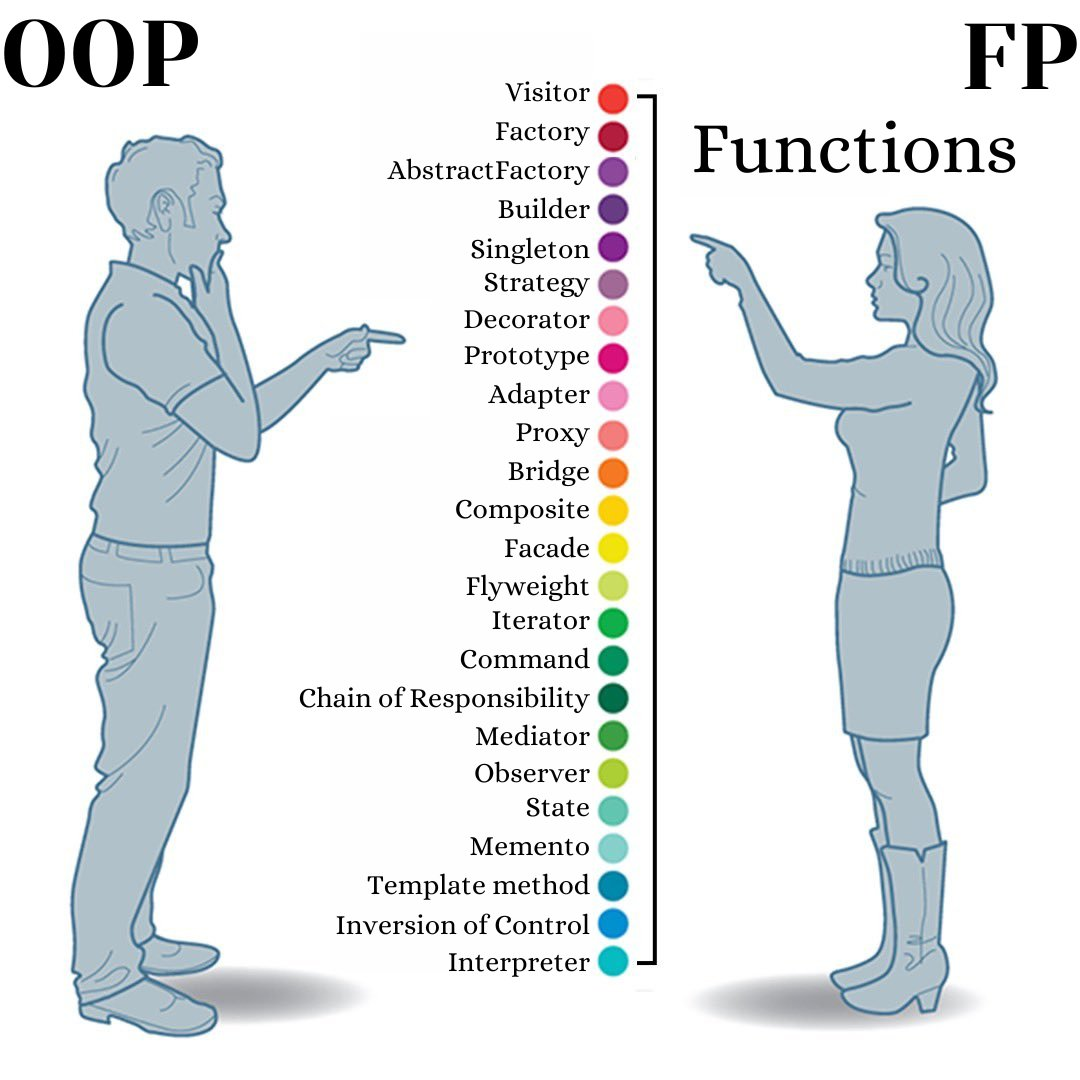 OOP
FP
Functions
Visitor
Factory
AbstractFactory
Builder
Singleton
Strategy
Decorator
Prototype
Adapter
Proxy
Bridge
Composite
Facade
Flyweight
Iterator
Command
Chain of Responsibility
Mediator
Observer
State
Memento
Template method
Inversion of Control
Interpreter